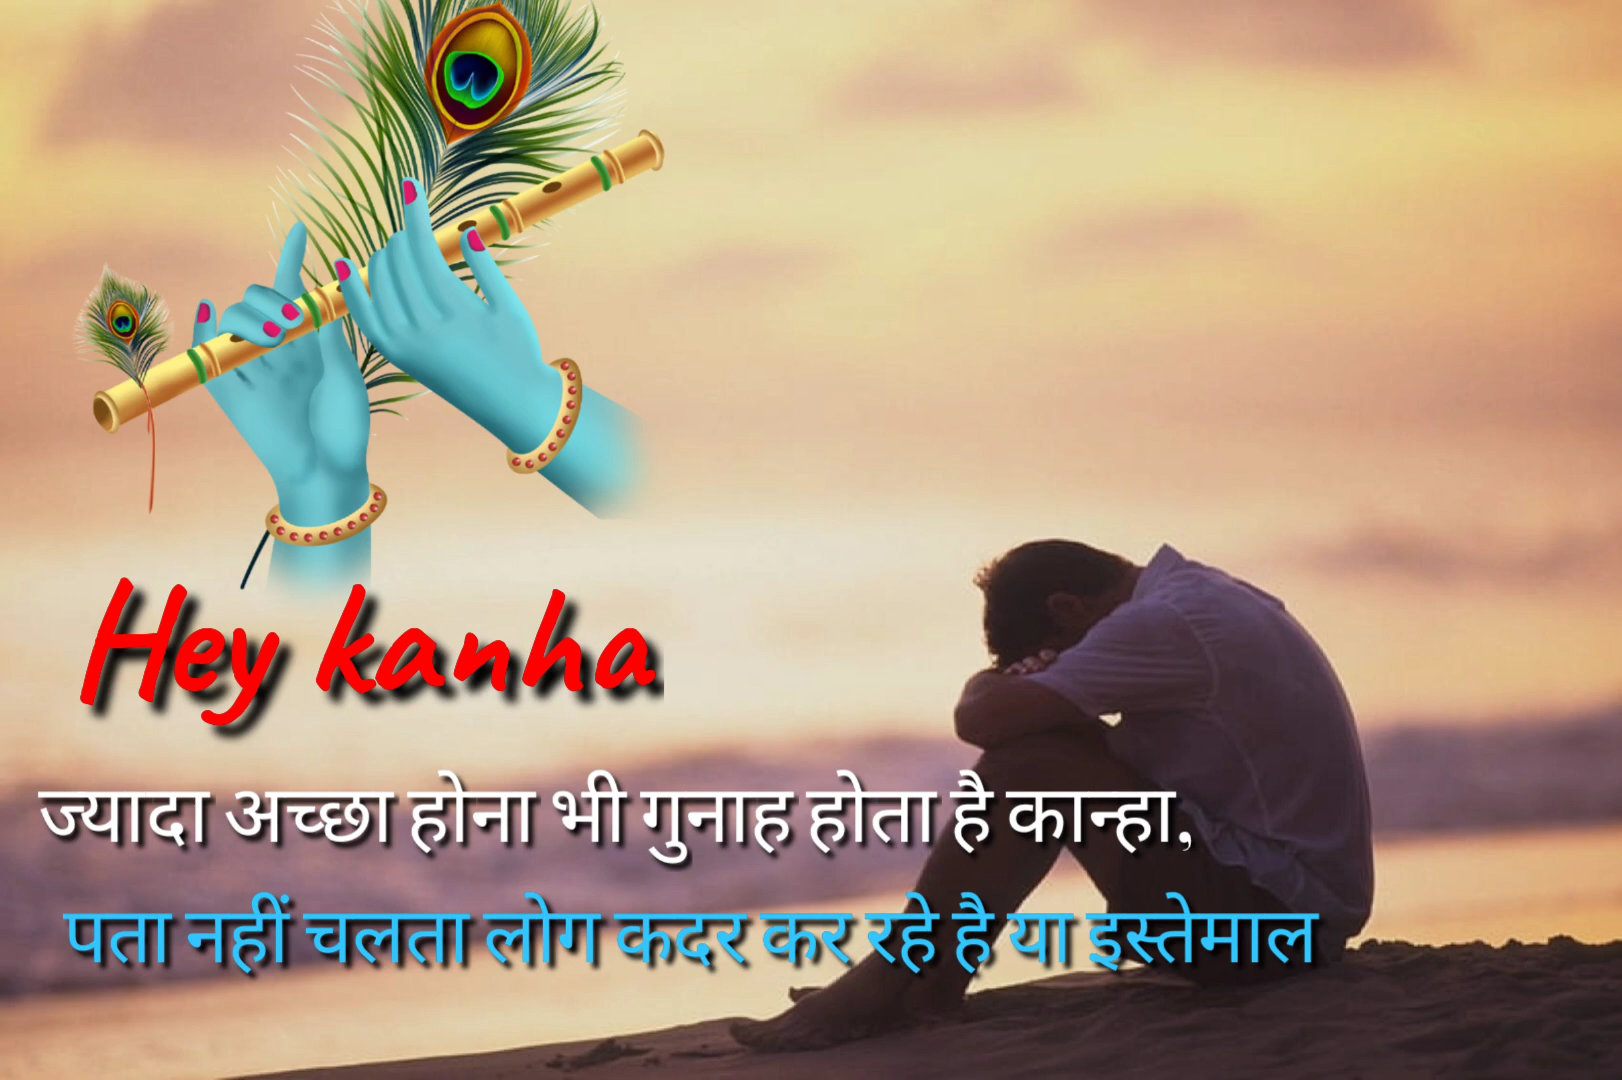 Hey kanha
ज्यादा अच्छा होना भी गुनाह होता है कान्हा,
पता नहीं चलता लोग कदर कर रहे है या इस्तेमाल